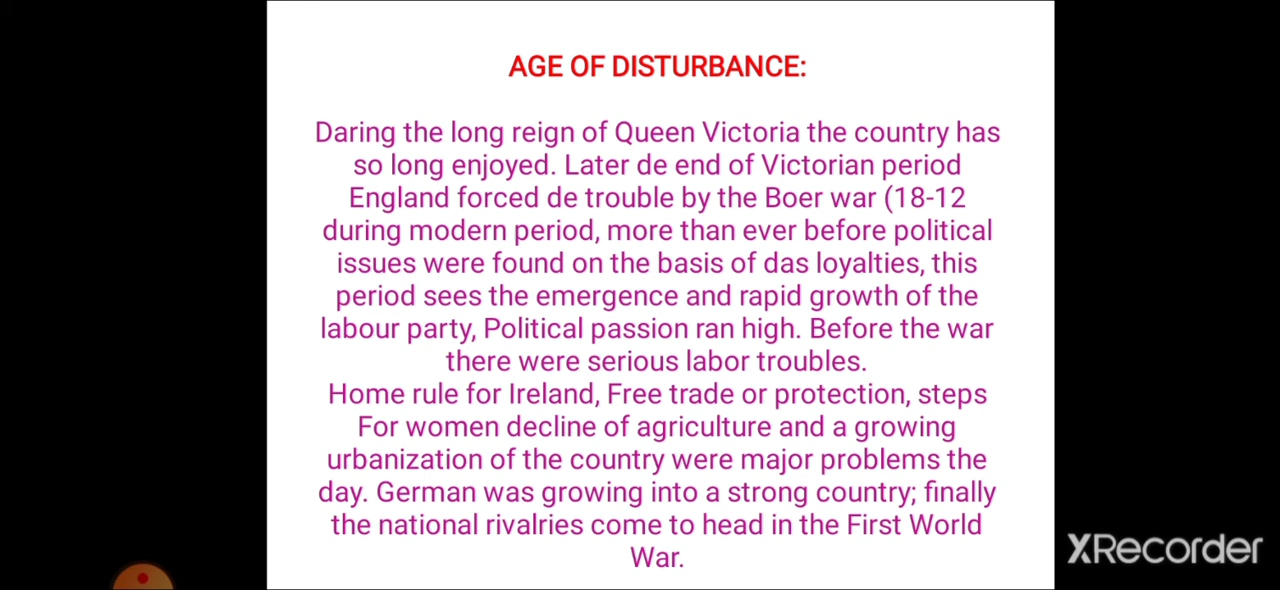 AGE OF DISTURBANCE:
Daring the long reign of Queen Victoria the country has
so long enjoyed. Later de end of Victorian period
England forced de trouble by the Boer war (18-12
during modern period, more than ever before political
issues were found on the basis of das loyalties, this
period sees the emergence and rapid growth of the
labour party, Political passion ran high. Before the war
there were serious labor troubles.
Home rule for Ireland, Free trade or protection, steps
For women decline of agriculture and a growing
urbanization of the country were major problems the
day. German was growing into a strong country; finally
the national rivalries come to head in the First World
War.
XRecorder